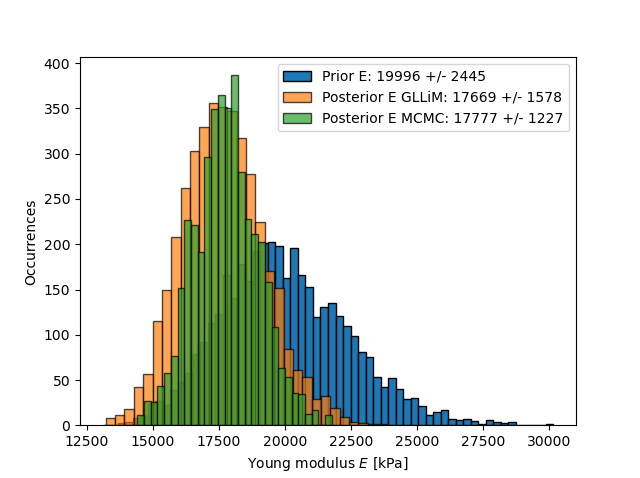 Prior E: 19996 +/- 2445
Posterior E GLLiM: 17669 +/- 1578
Posterior E MCMC: 17777 +/- 1227
400
350
300
250
200
150
100
50
0
Occurrences
12500 15000 17500 20000 22500 25000 27500 30000
Young modulus E [kPa]